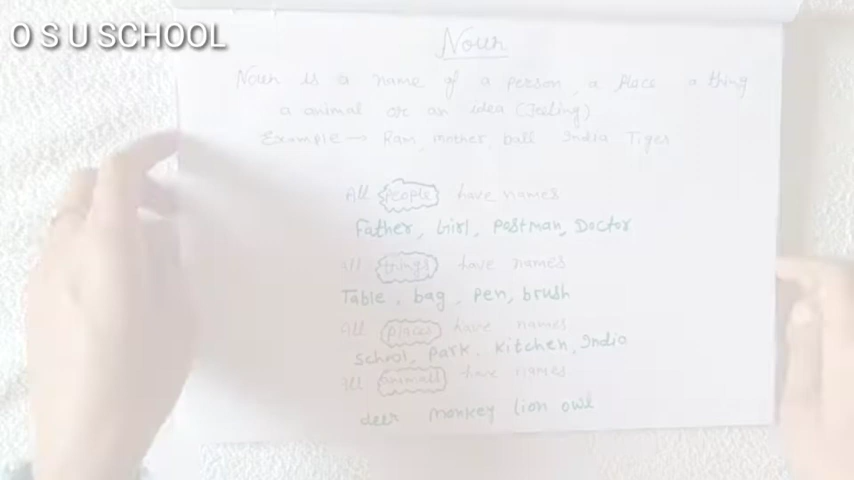 O S U SCHOOL
Noun
Noun is a name of a person, a Place a thing
a animal or an idea (Feeling)
Example → Ram, mother, ball India Tiger
All people have names
Father, Girl, Postman, Doctor
All things have names
Table, bag, pen, brush
All places have names
School, park, kitchen, India
All animall have names
deer monkey lion owl